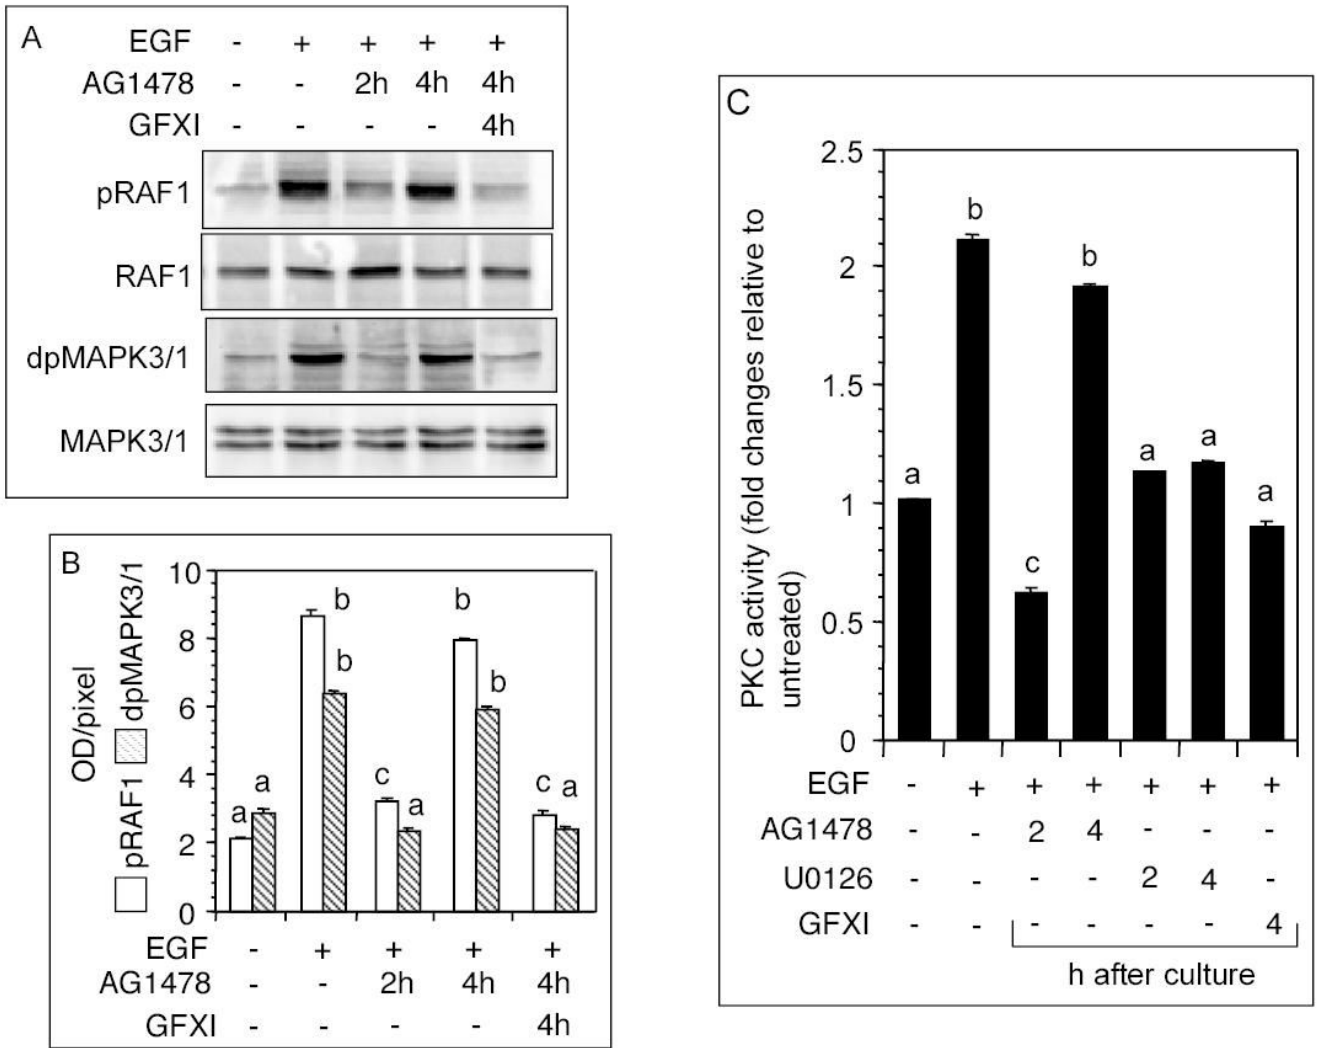 A
EGF - + + + +
AG1478 - - 2h 4h 4h
GFXI - - - - 4h
pRAF1
RAF1
dpMAPK3/1
MAPK3/1
B
OD/pixel
pRAF1 dpMAPK3/1
10
8
6
4
2
0
a a b b c a b b c a
EGF - + + + +
AG1478 - - 2h 4h 4h
GFXI - - - - 4h
C
PKC activity (fold changes relative to
untreated)
2.5
2
1.5
1
0.5
0
a b c b a a a
EGF - + + + + + +
AG1478 - - 2 4 - - -
U0126 - - - - 2 4 -
GFXI - - - - - - 4
h after culture